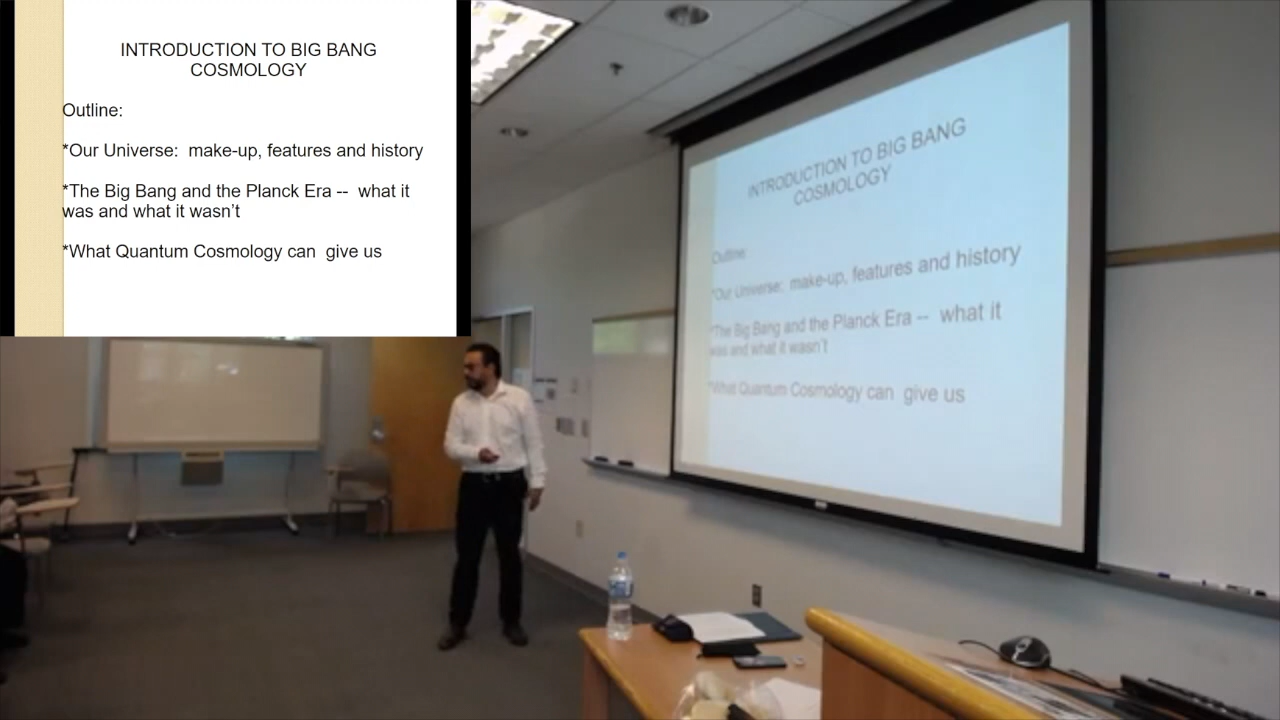 INTRODUCTION TO BIG BANG
COSMOLOGY
Outline:
*Our Universe:  make-up, features and history
*The Big Bang and the Planck Era --  what it
was and what it wasn't
*What Quantum Cosmology can  give us
INTRODUCTION TO BIG BANG
COSMOLOGY
Outline
*Our Universe:  make-up, features and history
*The Big Bang and the Planck Era --  what it
was and what it wasn't
*What Quantum Cosmology can  give us